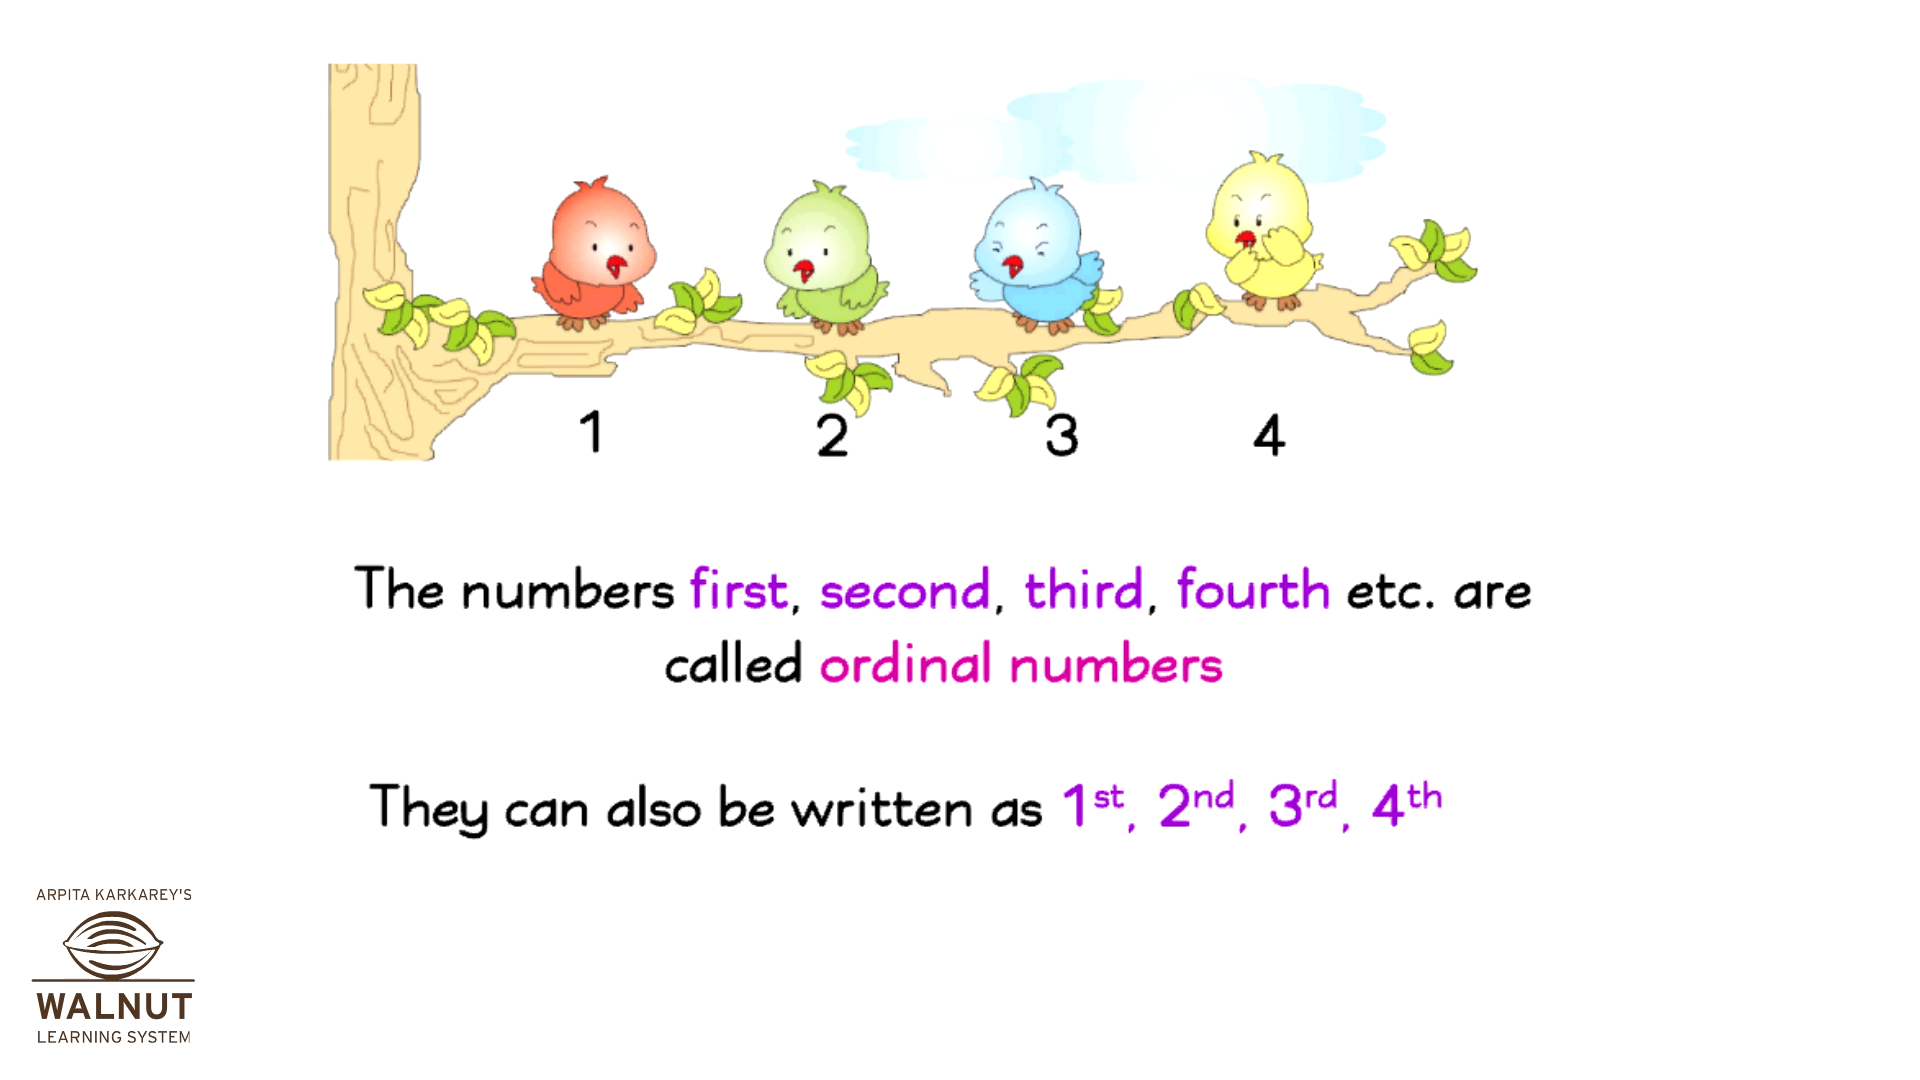 1 2 3 4
The numbers first, second, third, fourth etc. are
called ordinal numbers
They can also be written as 1st, 2nd, 3rd, 4th
ARPITA KARKAREY'S
WALNUT
LEARNING SYSTEM